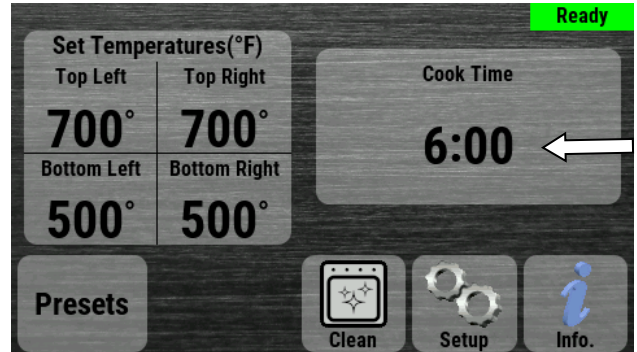 Ready
Set Temperatures(°F)
Top Left Top Right
700° 700°
Bottom Left Bottom Right
500° 500°
Cook Time
6:00
Presets
Clean
Setup
Info.